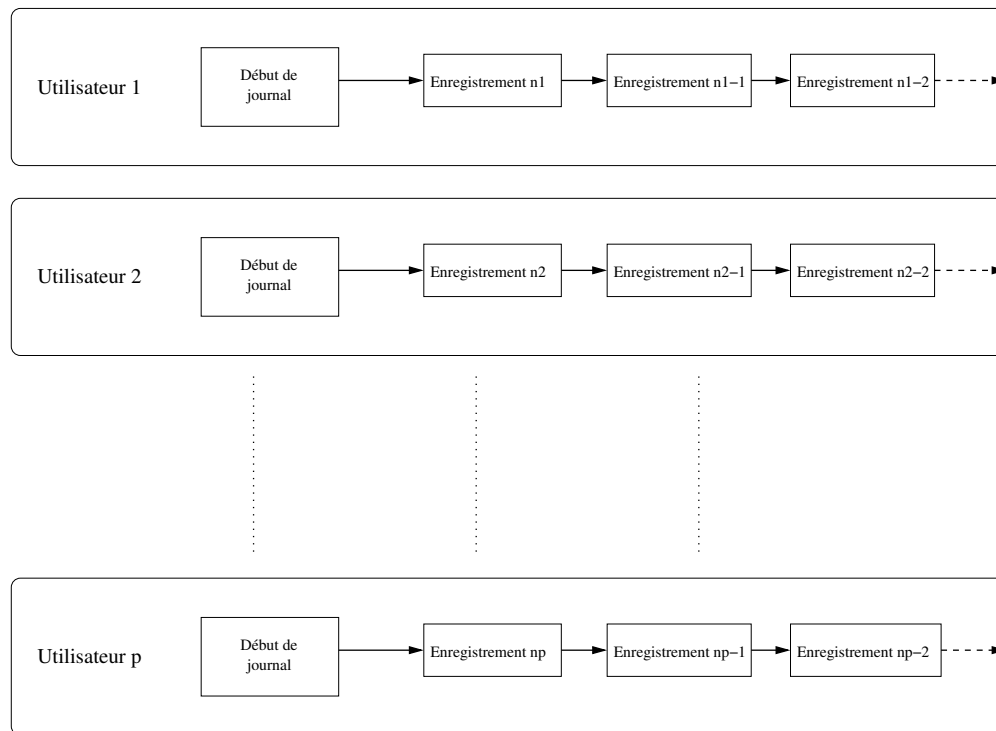 Utilisateur 1
Début de
journal
Enregistrement n1
Enregistrement n1−1
Enregistrement n1−2
Utilisateur 2
Début de
journal
Enregistrement n2
Enregistrement n2−1
Enregistrement n2−2
Utilisateur p
Début de
journal
Enregistrement np
Enregistrement np−1
Enregistrement np−2